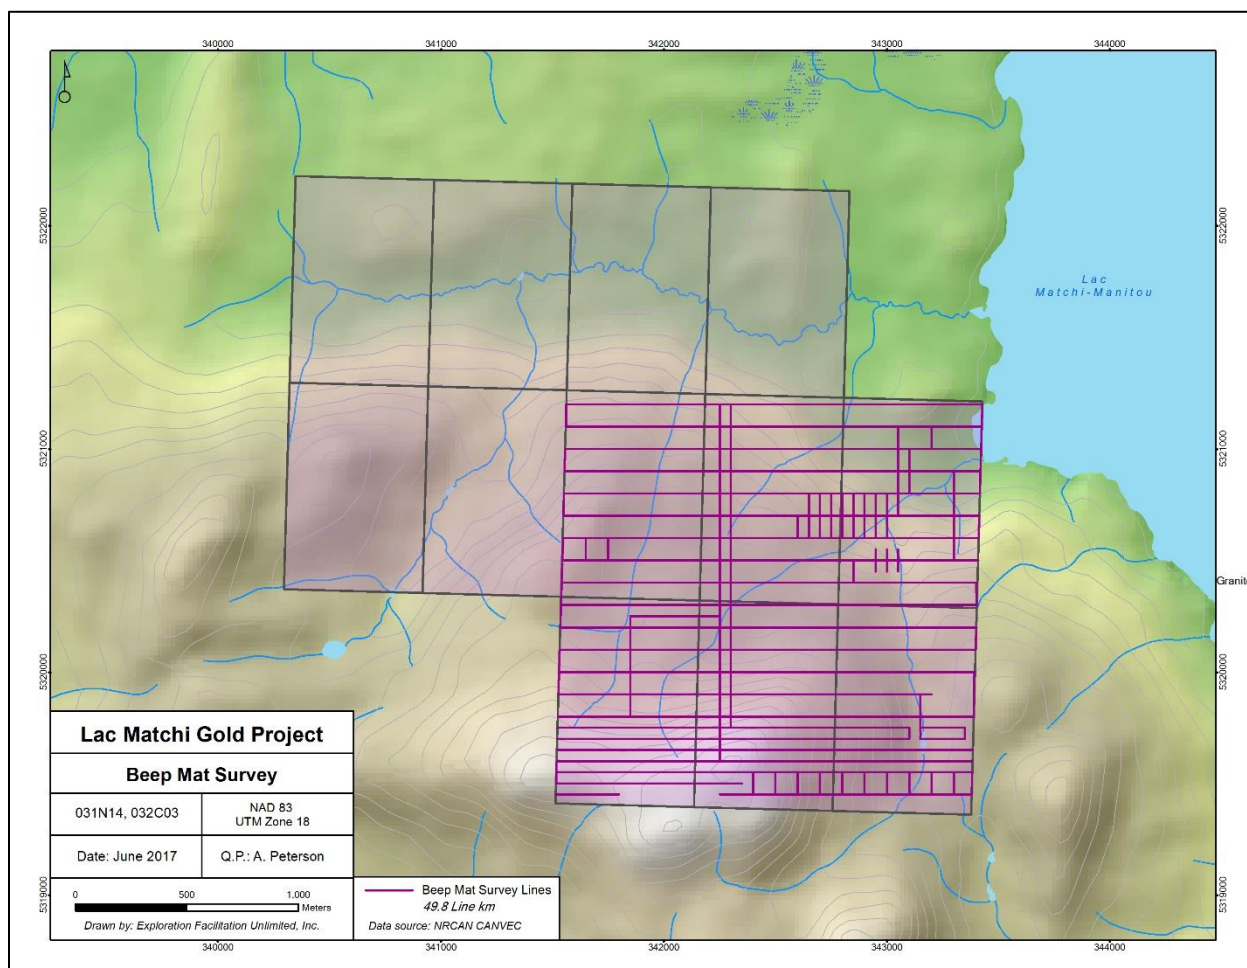 340000
341000
342000
343000
344000
5322000
5322000
Lac
Matchi-Manitou
5321000
5321000
Granit
5320000
5320000
Lac Matchi Gold Project
Beep Mat Survey
031N14, 032C03
NAD 83
UTM Zone 18
Date: June 2017
Q.P.: A. Peterson
0
500
1,000
Meters
Drawn by: Exploration Facilitation Unlimited, Inc.
Beep Mat Survey Lines
49.8 Line km
Data source: NRCAN CANVEC
5319000
5319000
340000
341000
342000
343000
344000